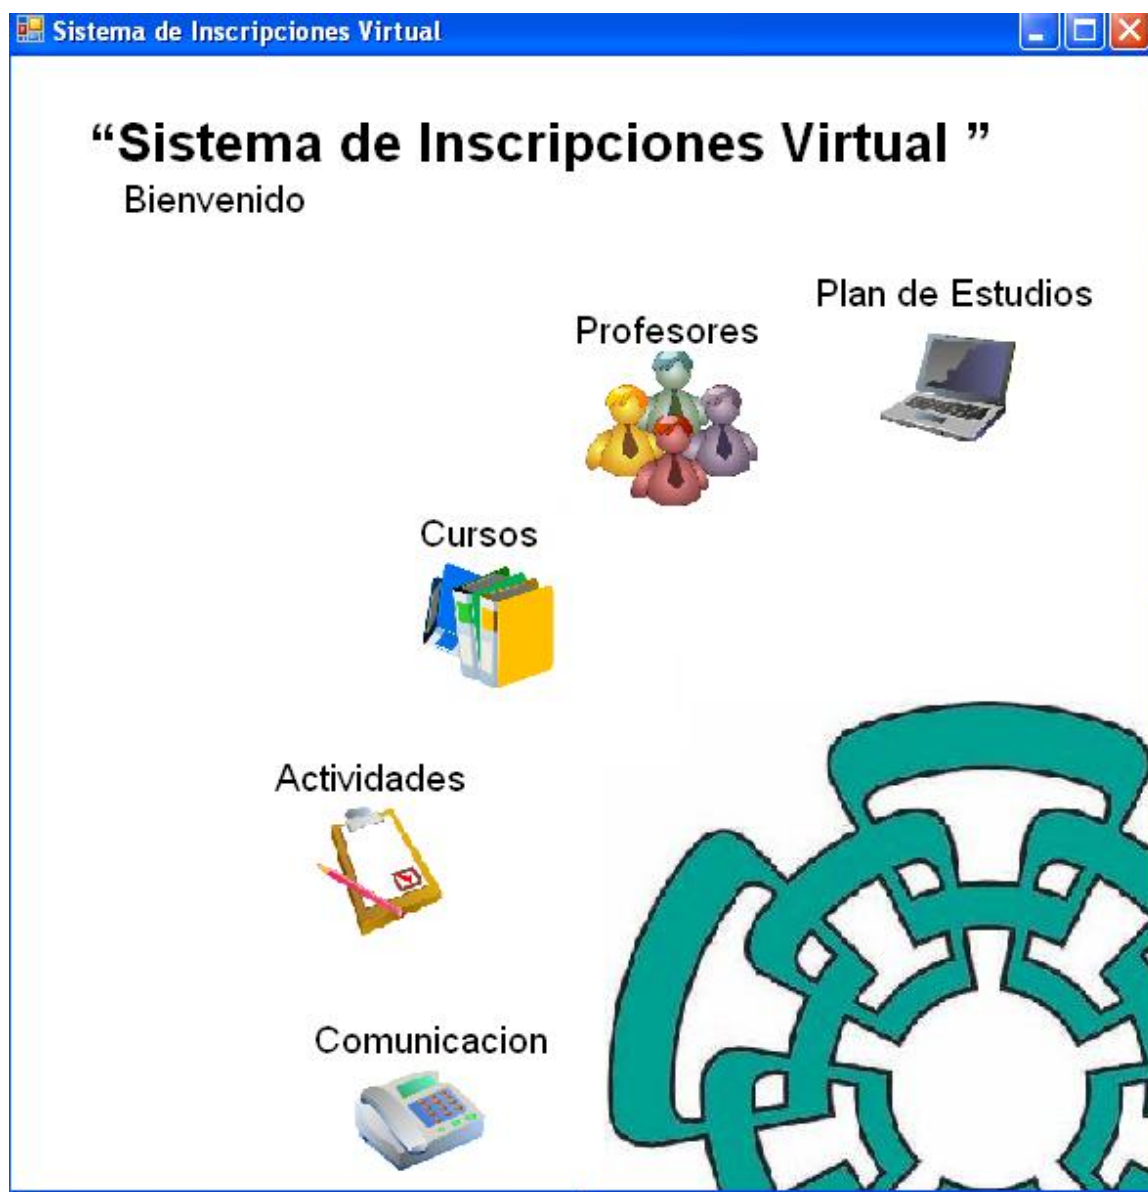 Sistema de Inscripciones Virtual
“Sistema de Inscripciones Virtual ”
Bienvenido
Plan de Estudios
Profesores
Cursos
Actividades
Comunicacion